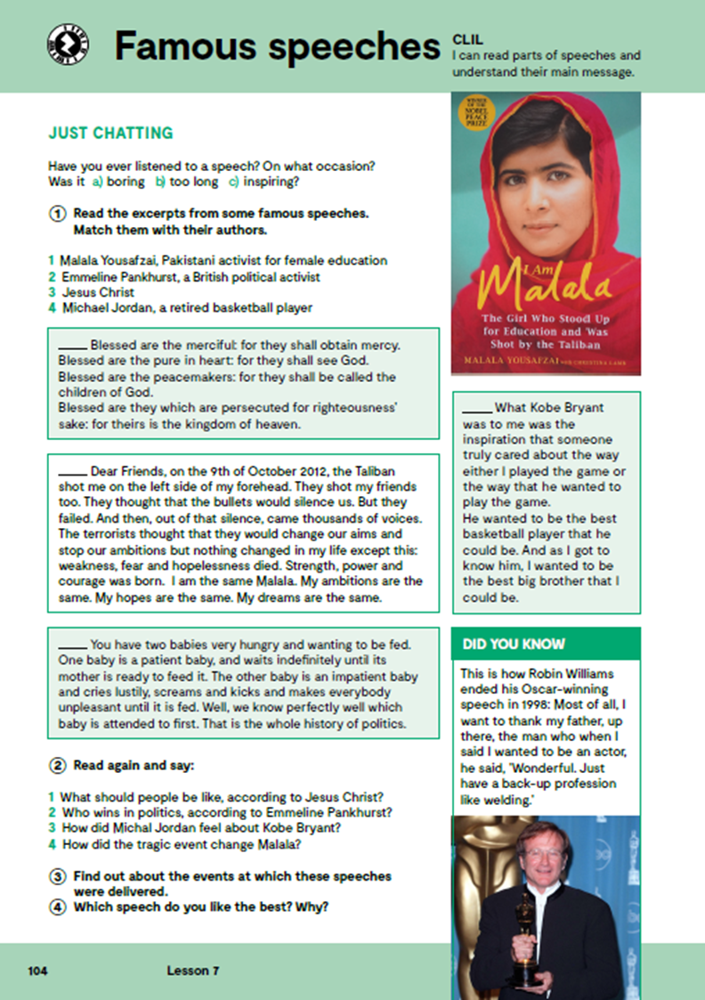 Famous speeches
CLIL
I can read parts of speeches and
understand their main message.
JUST CHATTING
Have you ever listened to a speech? On what occasion?
Was it a) boring b) too long c) inspiring?
1 Read the excerpts from some famous speeches.
Match them with their authors.
1 Malala Yousafzai, Pakistani activist for female education
2 Emmeline Pankhurst, a British political activist
3 Jesus Christ
4 Michael Jordan, a retired basketball player
____ Blessed are the merciful: for they shall obtain mercy.
Blessed are the pure in heart: for they shall see God.
Blessed are the peacemakers: for they shall be called the
children of God.
Blessed are they which are persecuted for righteousness'
sake: for theirs is the kingdom of heaven.
____ Dear Friends, on the 9th of October 2012, the Taliban
shot me on the left side of my forehead. They shot my friends
too. They thought that the bullets would silence us. But they
failed. And then, out of that silence, came thousands of voices.
The terrorists thought that they would change our aims and
stop our ambitions but nothing changed in my life except this:
weakness, fear and hopelessness died. Strength, power and
courage was born. I am the same Malala. My ambitions are the
same. My hopes are the same. My dreams are the same.
____ You have two babies very hungry and wanting to be fed.
One baby is a patient baby, and waits indefinitely until its
mother is ready to feed it. The other baby is an impatient baby
and cries lustily, screams and kicks and makes everybody
unpleasant until it is fed. Well, we know perfectly well which
baby is attended to first. That is the whole history of politics.
2 Read again and say:
1 What should people be like, according to Jesus Christ?
2 Who wins in politics, according to Emmeline Pankhurst?
3 How did Michal Jordan feel about Kobe Bryant?
4 How did the tragic event change Malala?
3 Find out about the events at which these speeches
were delivered.
4 Which speech do you like the best? Why?
WINNER
OF THE
NOBEL
PEACE
PRIZE
I Am
Malala
The Girl Who Stood Up
for Education and Was
Shot by the Taliban
MALALA YOUSAFZAI WITH CHRISTINA LAMB
____ What Kobe Bryant
was to me was the
inspiration that someone
truly cared about the way
either I played the game or
the way that he wanted to
play the game.
He wanted to be the best
basketball player that he
could be. And as I got to
know him, I wanted to be
the best big brother that I
could be.
DID YOU KNOW
This is how Robin Williams
ended his Oscar-winning
speech in 1998: Most of all, I
want to thank my father, up
there, the man who when I
said I wanted to be an actor,
he said, 'Wonderful. Just
have a back-up profession
like welding.'
104
Lesson 7